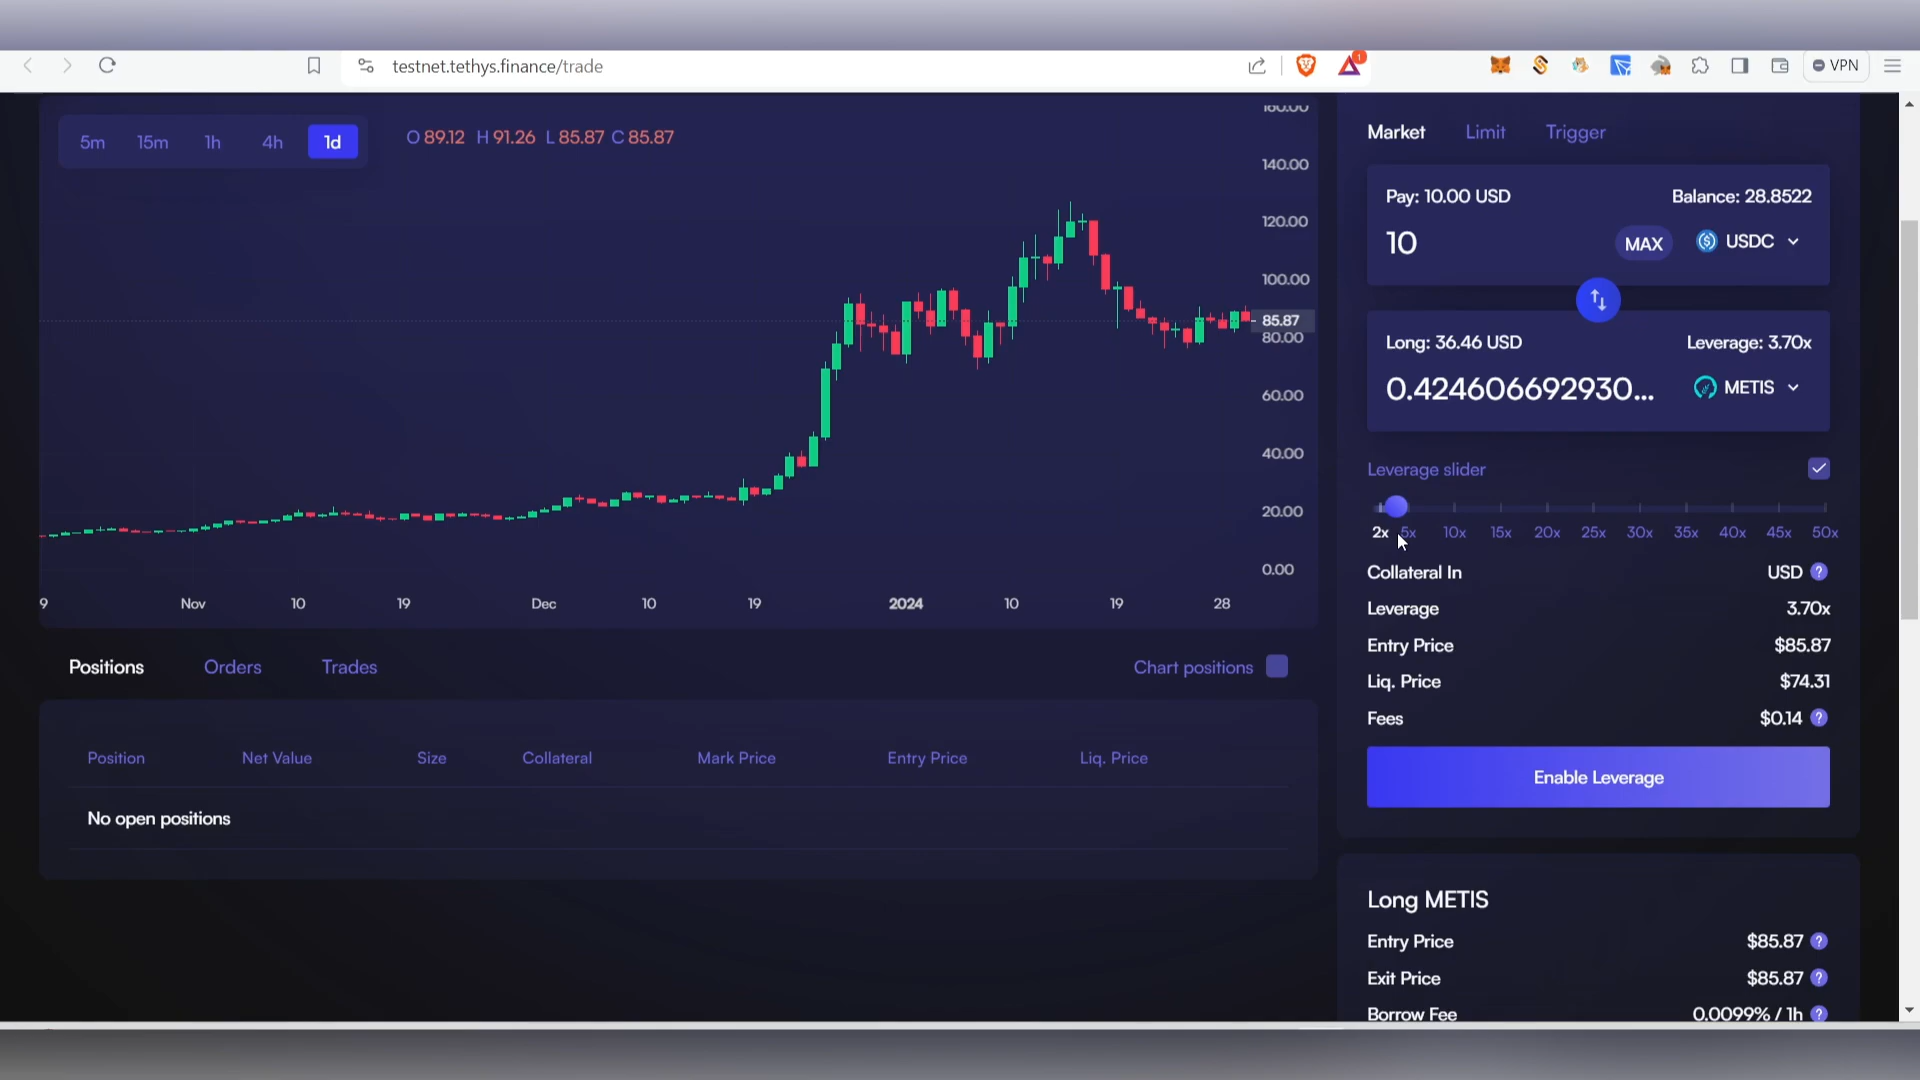 1
testnet.tethys.finance/trade
VPN
5m 15m 1h 4h 1d
O 89.12 H 91.26 L 85.87 C 85.87
160.00
140.00
120.00
100.00
85.87
80.00
60.00
40.00
20.00
0.00
9 Nov 10 19 Dec 10 19 2024 10 19 28
Positions Orders Trades
Chart positions
Position Net Value Size Collateral Mark Price Entry Price Liq. Price
No open positions
Market Limit Trigger
Pay: 10.00 USD Balance: 28.8522
10 MAX USDC
Long: 36.46 USD Leverage: 3.70x
0.424606692930... METIS
Leverage slider
2x 5x 10x 15x 20x 25x 30x 35x 40x 45x 50x
Collateral In USD ?
Leverage 3.70x
Entry Price $85.87
Liq. Price $74.31
Fees $0.14 ?
Enable Leverage
Long METIS
Entry Price $85.87 ?
Exit Price $85.87 ?
Borrow Fee 0.0099% / 1h ?